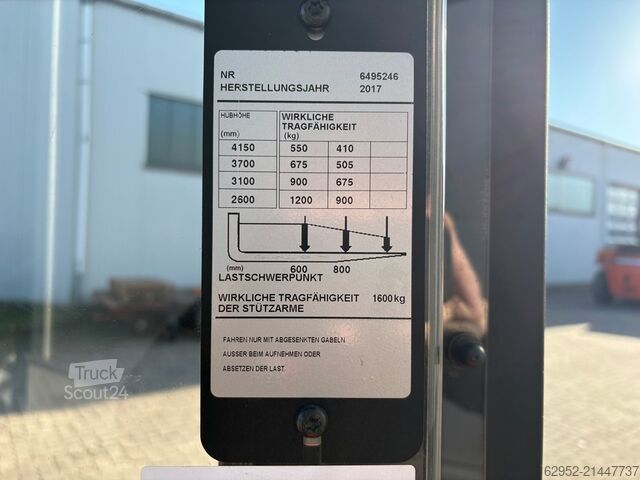 NR 6495246
HERSTELLUNGSJAHR 2017
HUBHÖHE
(mm)
WIRKLICHE
TRAGFÄHIGKEIT
(kg)
4150 550 410
3700 675 505
3100 900 675
2600 1200 900
(mm) 600 800
LASTSCHWERPUNKT
WIRKLICHE TRAGFÄHIGKEIT 1600kg
DER STÜTZARME
FAHREN NUR MIT ABGESENKTEN GABELN
AUSSER BEIM AUFNEHMEN ODER
ABSETZEN DER LAST.
Truck
Scout24
62952-21447737